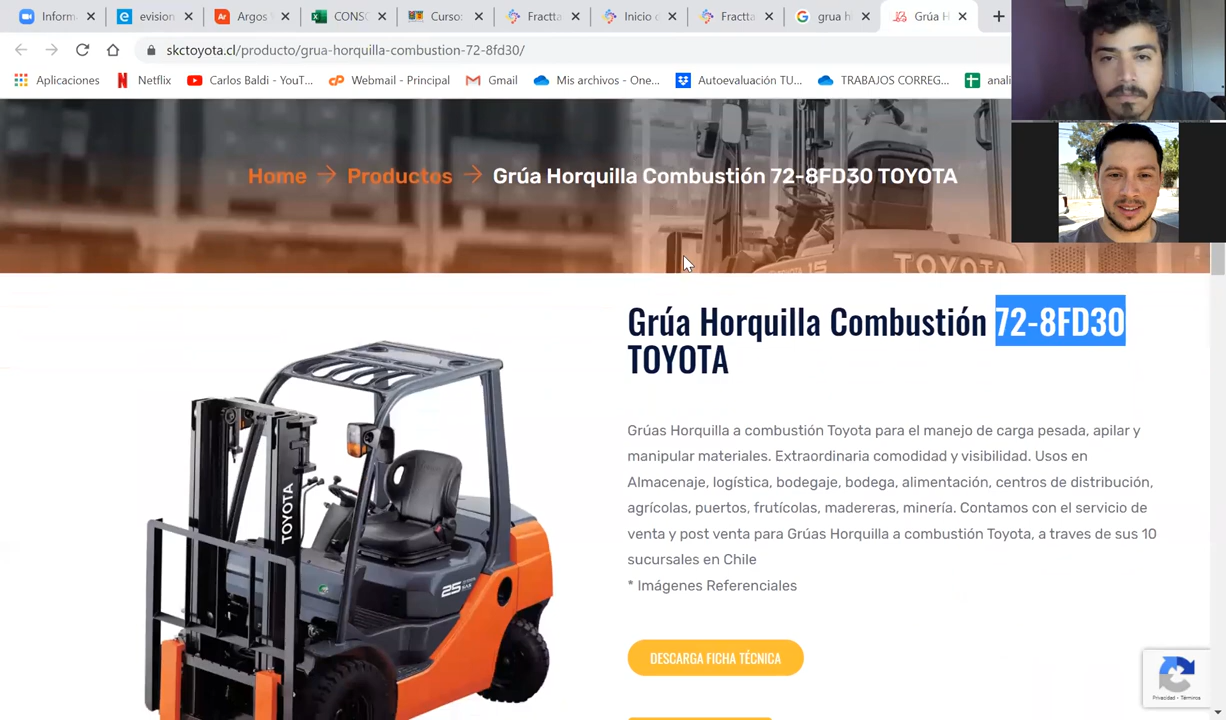 Inform
evision
Argos
CONSO
Curso:
Fractta
Inicio
Fractta
grua h
Grúa H
skctoyota.cl/producto/grua-horquilla-combustion-72-8fd30/
Aplicaciones
Netflix
Carlos Baldi - YouT...
Webmail - Principal
Gmail
Mis archivos - One...
Autoevaluación TU...
TRABAJOS CORREG...
anali
Home → Productos → Grúa Horquilla Combustión 72-8FD30 TOYOTA
TOYOTA
15
Grúa Horquilla Combustión 72-8FD30
TOYOTA
Grúas Horquilla a combustión Toyota para el manejo de carga pesada, apilar y
manipular materiales. Extraordinaria comodidad y visibilidad. Usos en
Almacenaje, logística, bodegaje, bodega, alimentación, centros de distribución,
agrícolas, puertos, frutícolas, madereras, minería. Contamos con el servicio de
venta y post venta para Grúas Horquilla a combustión Toyota, a traves de sus 10
sucursales en Chile
* Imágenes Referenciales
DESCARGA FICHA TÉCNICA
TOYOTA
25
Privacidad - Términos